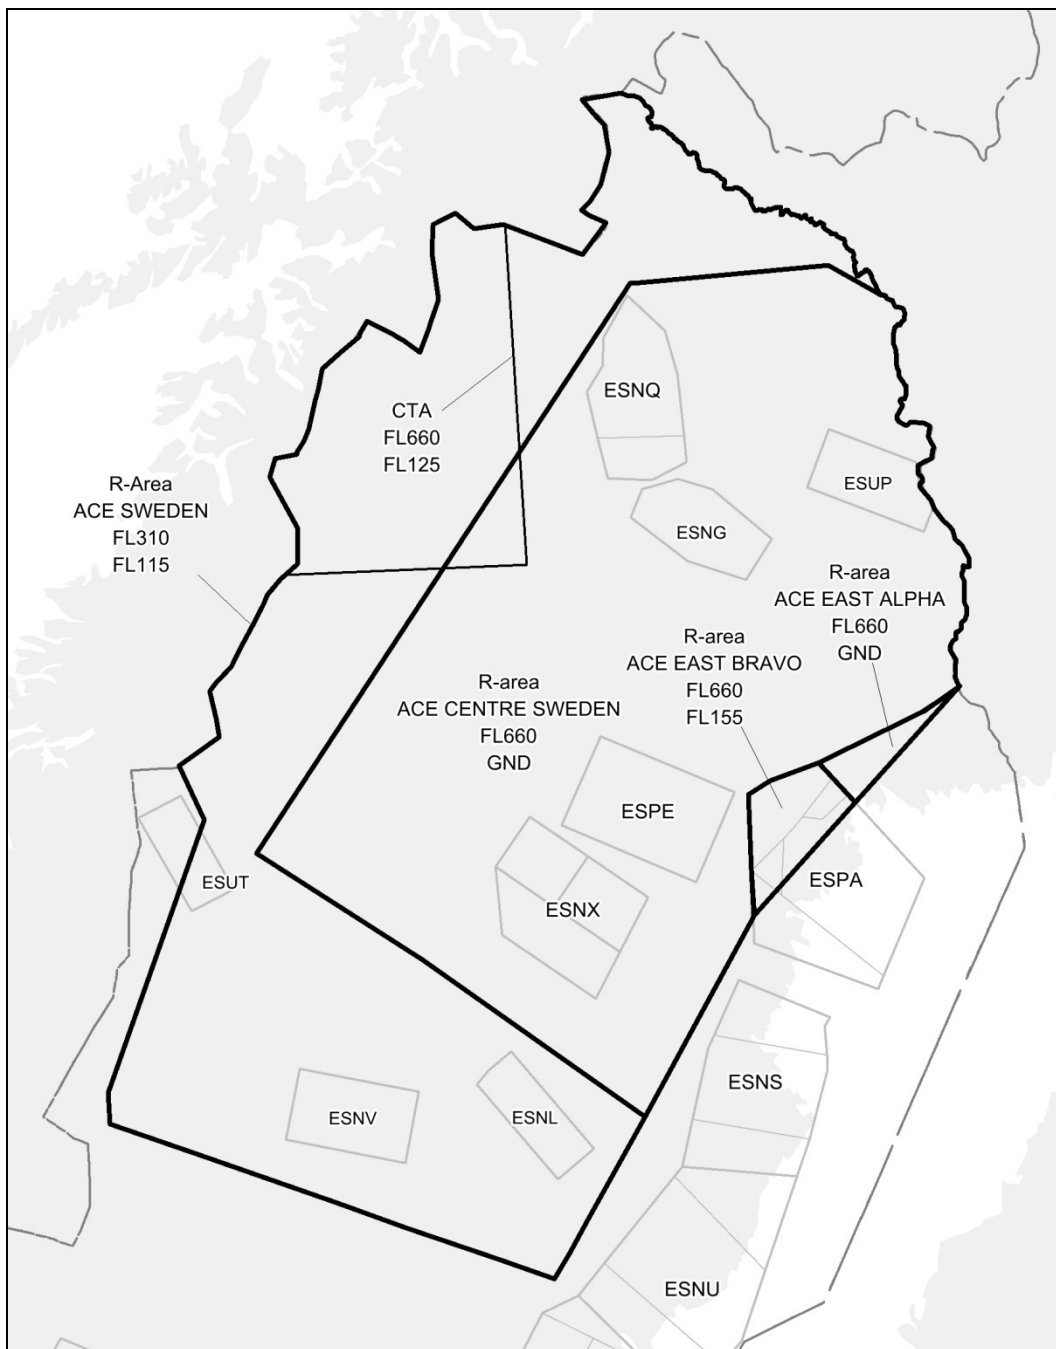 ESNQ
CTA
FL660
FL125
R-Area
ACE SWEDEN
FL310
FL115
ESUP
ESNG
R-area
ACE EAST ALPHA
FL660
GND
R-area
ACE EAST BRAVO
FL660
FL155
R-area
ACE CENTRE SWEDEN
FL660
GND
ESPE
ESUT
ESPA
ESNX
ESNS
ESNV
ESNL
ESNU